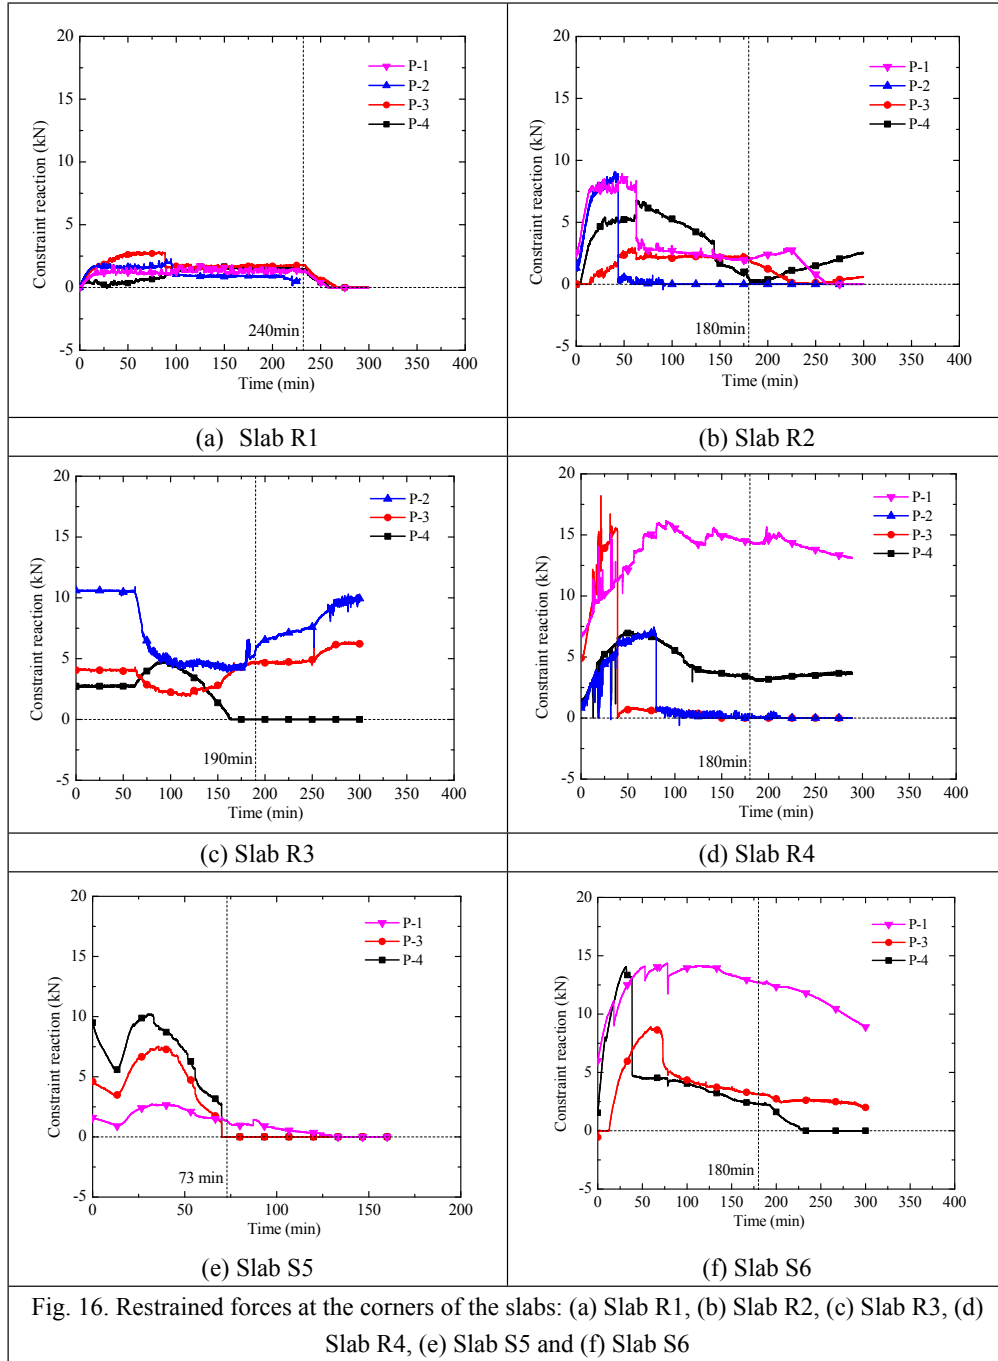 20
15
10
5
0
-5
Constraint reaction (kN)
P-1
P-2
P-3
P-4
240min
0 50 100 150 200 250 300 350 400
Time (min)
(a) Slab R1
20
15
10
5
0
-5
Constraint reaction (kN)
P-1
P-2
P-3
P-4
180min
0 50 100 150 200 250 300 350 400
Time (min)
(b) Slab R2
20
15
10
5
0
-5
Constraint reaction (kN)
P-2
P-3
P-4
190min
0 50 100 150 200 250 300 350 400
Time (min)
(c) Slab R3
20
15
10
5
0
-5
Constraint reaction (kN)
P-1
P-2
P-3
P-4
180min
0 50 100 150 200 250 300 350 400
Time (min)
(d) Slab R4
20
15
10
5
0
-5
Constraint reaction (kN)
P-1
P-3
P-4
73 min
0 50 100 150 200
Time (min)
(e) Slab S5
20
15
10
5
0
-5
Constraint reaction (kN)
P-1
P-3
P-4
180min
0 50 100 150 200 250 300 350 400
Time (min)
(f) Slab S6
Fig. 16. Restrained forces at the corners of the slabs: (a) Slab R1, (b) Slab R2, (c) Slab R3, (d)
Slab R4, (e) Slab S5 and (f) Slab S6